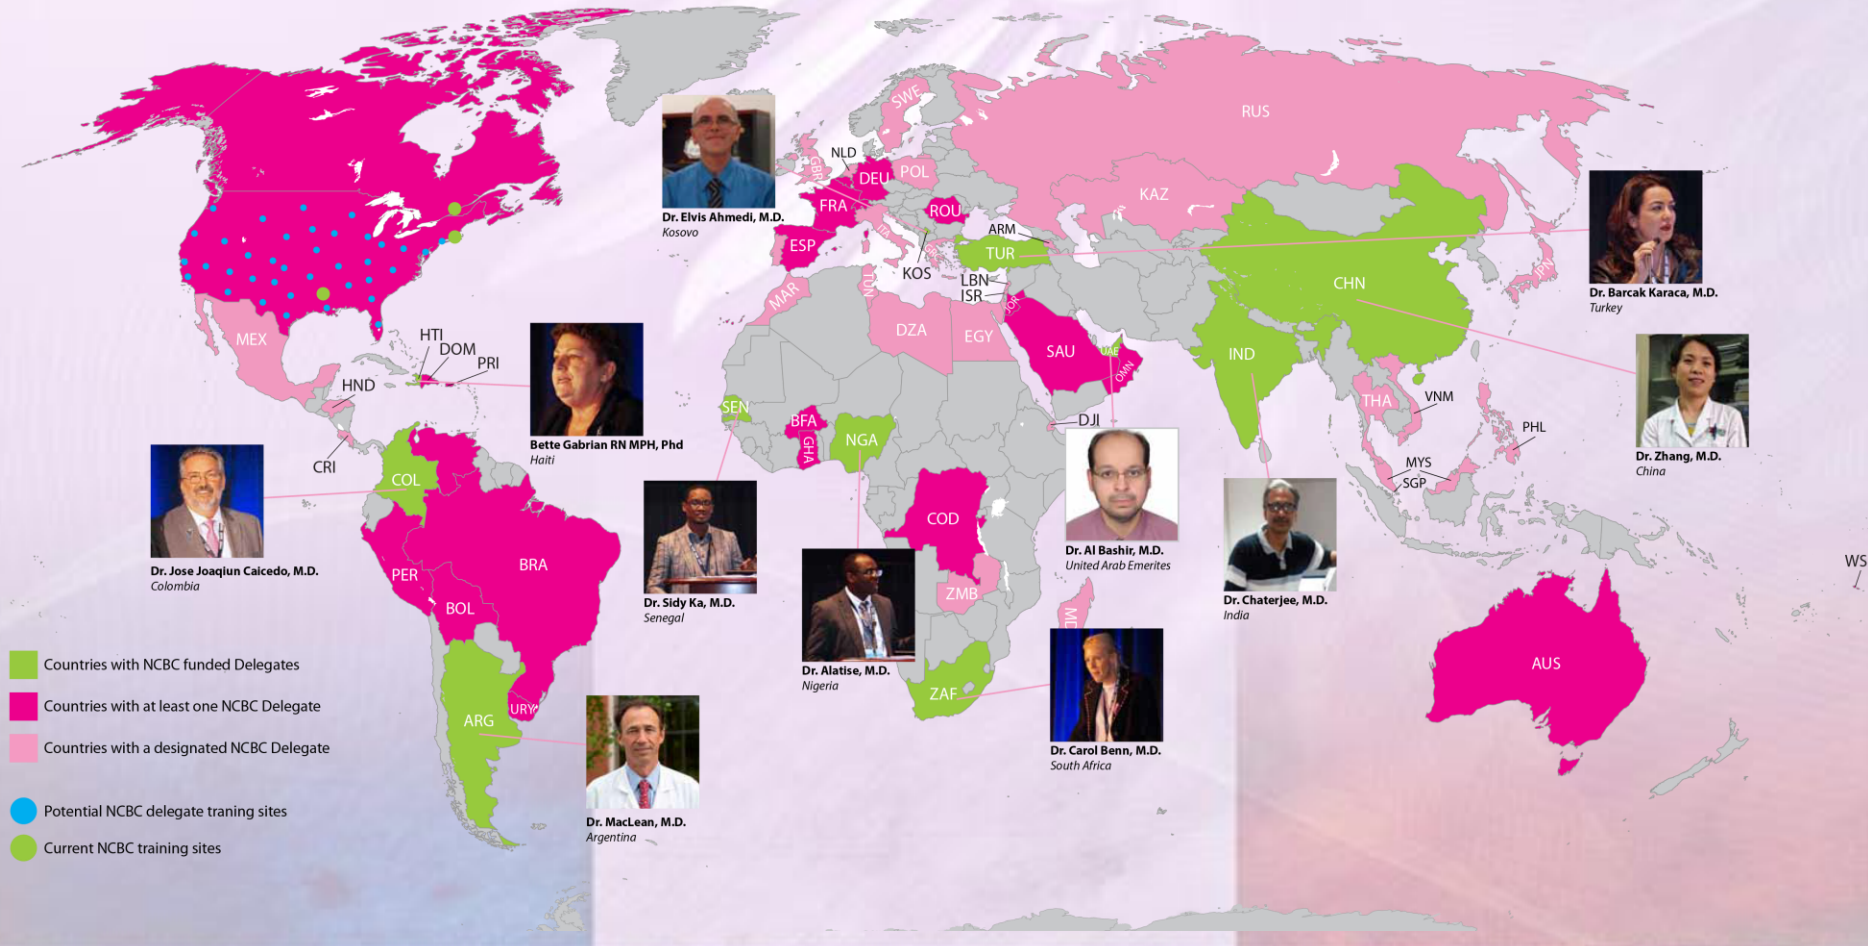 SWE
RUS
NLD
GBR
DEU
POL
KAZ
FRA
ROU
Dr. Elvis Ahmedi, M.D.
Kosovo
ITA
GRC
ARM
ESP
TUR
KOS
LBN
ISR
JOR
TUN
MAR
DZA
EGY
CHN
JPN
Dr. Barcak Karaca, M.D.
Turkey
MEX
HTI
DOM
PRI
HND
CRI
SAU
UAE
OMN
IND
THA
VNM
PHL
MYS
SGP
Dr. Zhang, M.D.
China
Bette Gabrian RN MPH, Phd
Haiti
SEN
BFA
GHA
NGA
DJI
COL
COD
Dr. Jose Joaqiun Caicedo, M.D.
Colombia
PER
BRA
BOL
Dr. Sidy Ka, M.D.
Senegal
Dr. Al Bashir, M.D.
United Arab Emerites
Dr. Chaterjee, M.D.
India
WS
ZMB
Dr. Alatise, M.D.
Nigeria
ZAF
Dr. Carol Benn, M.D.
South Africa
AUS
ARG
URY
Dr. MacLean, M.D.
Argentina
Countries with NCBC funded Delegates
Countries with at least one NCBC Delegate
Countries with a designated NCBC Delegate
Potential NCBC delegate traning sites
Current NCBC training sites